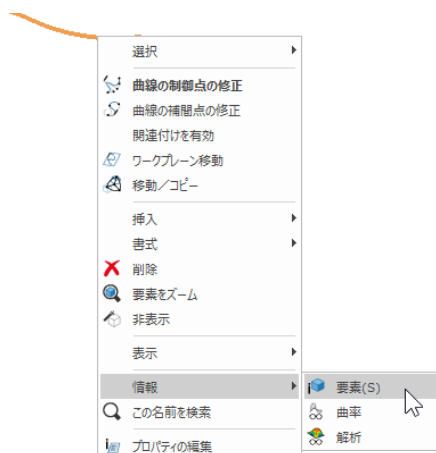 選択
曲線の制御点の修正
曲線の補間点の修正
関連付けを有効
ワークプレーン移動
移動／コピー
挿入
書式
削除
要素をズーム
非表示
表示
情報
要素(S)
この名前を検索
曲率
プロパティの編集
解析